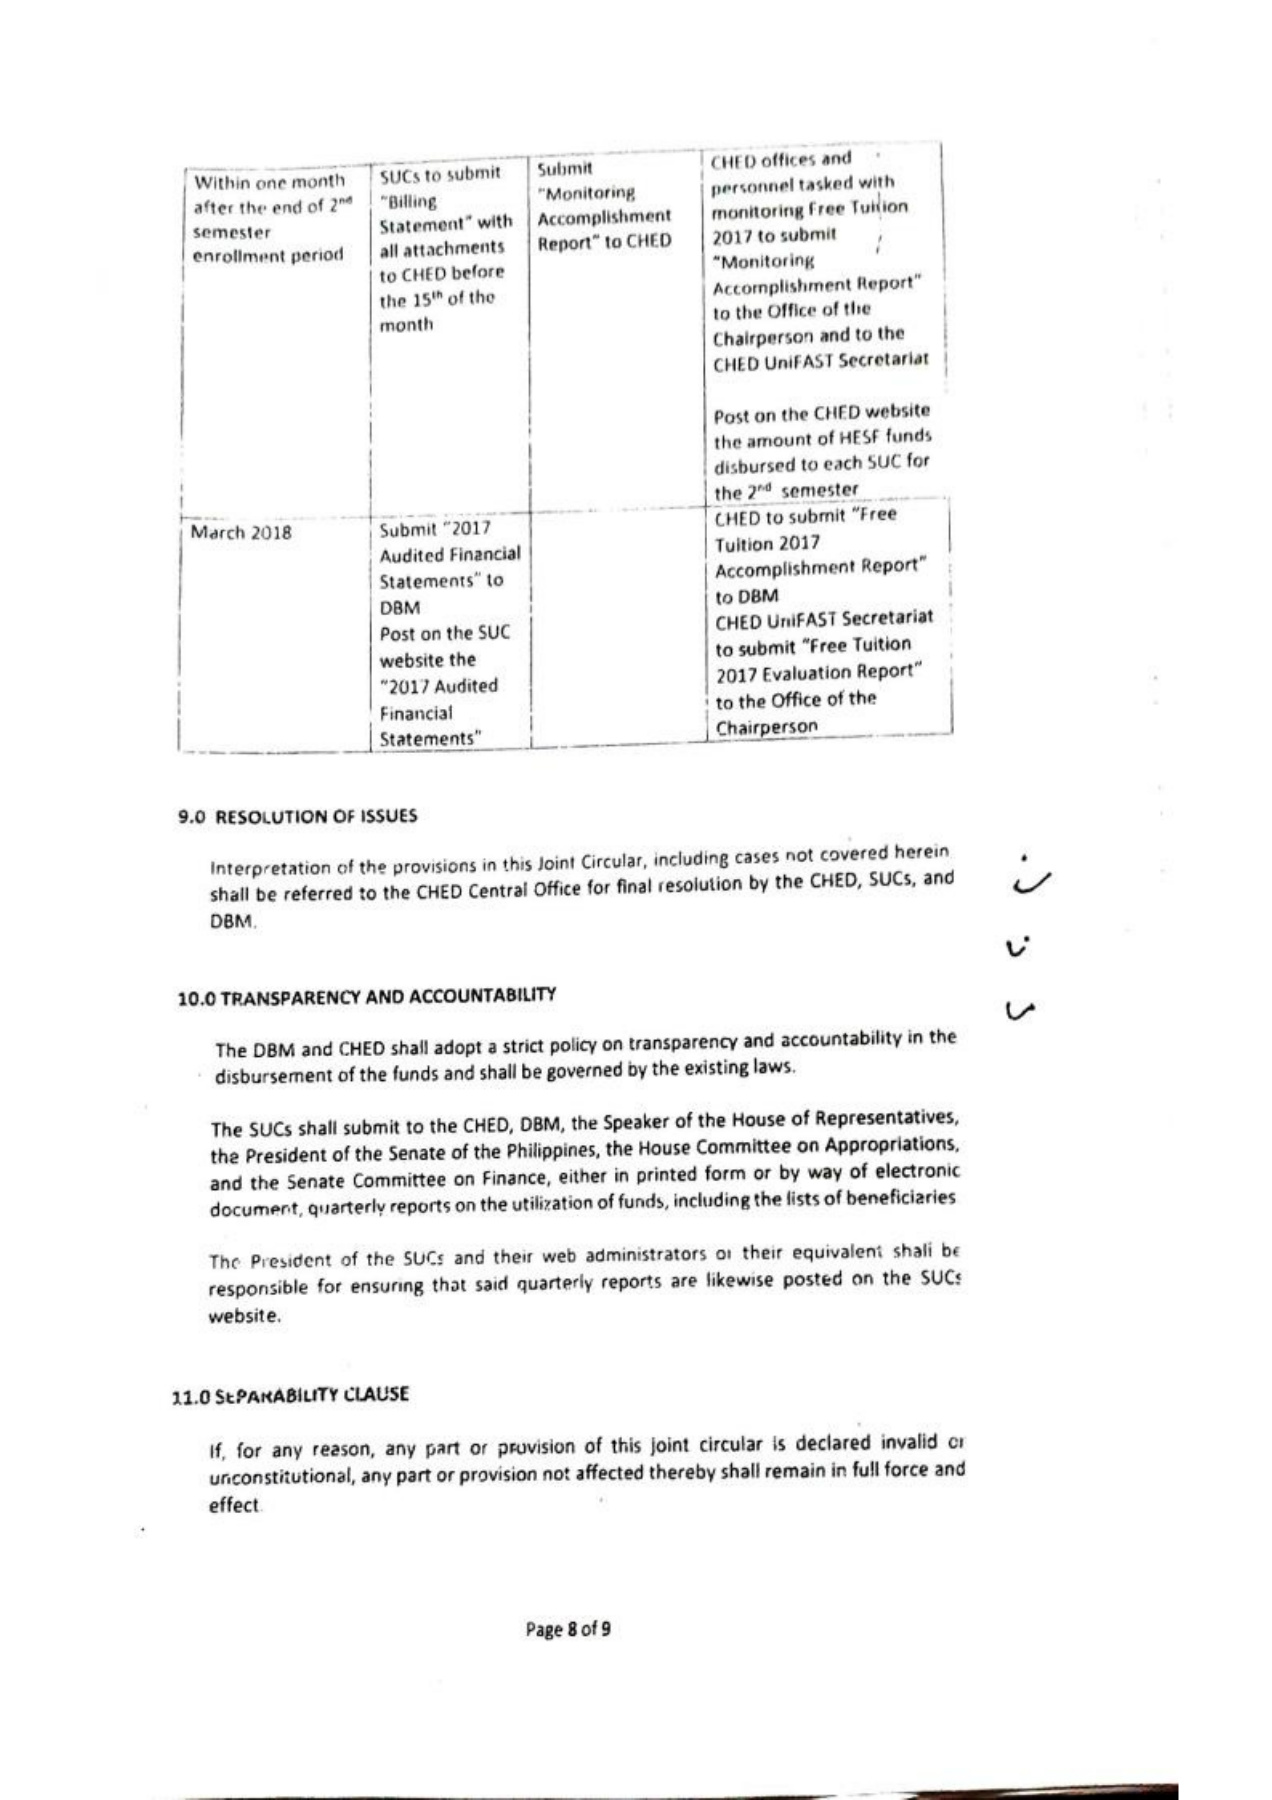 Within one month
after the end of 2nd
semester
enrollment period
SUCs to submit
"Billing
Statement" with
all attachments
to CHED before
the 15th of the
month
Submit
"Monitoring
Accomplishment
Report" to CHED
CHED offices and
personnel tasked with
monitoring Free Tuition
2017 to submit
"Monitoring
Accomplishment Report"
to the Office of the
Chairperson and to the
CHED UniFAST Secretariat
Post on the CHED website
the amount of HESF funds
disbursed to each SUC for
the 2nd semester
March 2018
Submit "2017
Audited Financial
Statements" to
DBM
Post on the SUC
website the
"2017 Audited
Financial
Statements"
CHED to submit "Free
Tuition 2017
Accomplishment Report"
to DBM
CHED UniFAST Secretariat
to submit "Free Tuition
2017 Evaluation Report"
to the Office of the
Chairperson
9.0 RESOLUTION OF ISSUES
Interpretation of the provisions in this Joint Circular, including cases not covered herein
shall be referred to the CHED Central Office for final resolution by the CHED, SUCs, and
DBM.
10.0 TRANSPARENCY AND ACCOUNTABILITY
The DBM and CHED shall adopt a strict policy on transparency and accountability in the
disbursement of the funds and shall be governed by the existing laws.
The SUCs shall submit to the CHED, DBM, the Speaker of the House of Representatives,
the President of the Senate of the Philippines, the House Committee on Appropriations,
and the Senate Committee on Finance, either in printed form or by way of electronic
document, quarterly reports on the utilization of funds, including the lists of beneficiaries
The President of the SUCs and their web administrators or their equivalent shall be
responsible for ensuring that said quarterly reports are likewise posted on the SUCs
website.
11.0 SEPARABILITY CLAUSE
If, for any reason, any part or provision of this joint circular is declared invalid or
unconstitutional, any part or provision not affected thereby shall remain in full force and
effect
Page 8 of 9